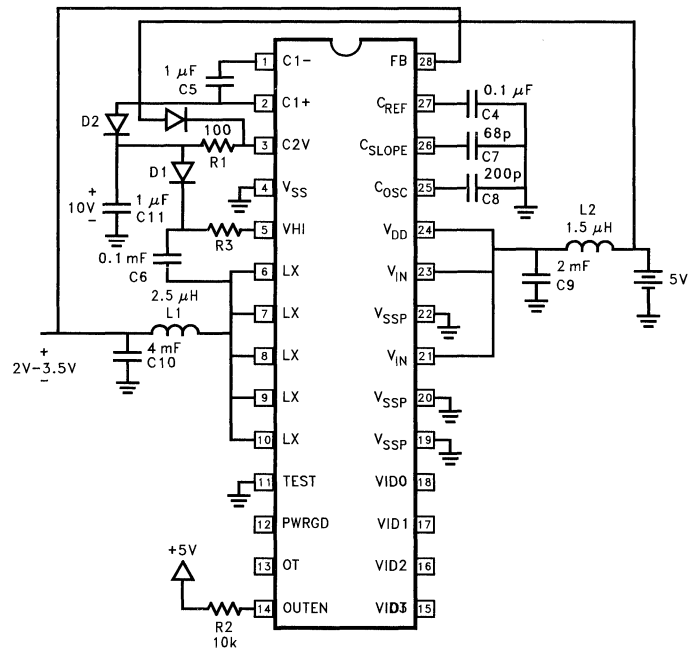 1 C1-
2 C1+
3 C2V
4 VSS
5 VHI
6 LX
7 LX
8 LX
9 LX
10 LX
11 TEST
12 PWRGD
13 OT
14 OUTEN
FB 28
CREF 27
CSLOPE 26
COSC 25
VDD 24
VIN 23
VSSP 22
VIN 21
VSSP 20
VSSP 19
VID0 18
VID1 17
VID2 16
15
1 μF
C5
D2
100
R1
D1
+
10V
-
1 μF
C11
R3
0.1 mF
C6
2.5 μH
L1
+
2V-3.5V
-
4 mF
C10
+5V
R2
10k
0.1 μF
C4
68p
C7
200p
C8
L2
1.5 μH
2 mF
C9
5V